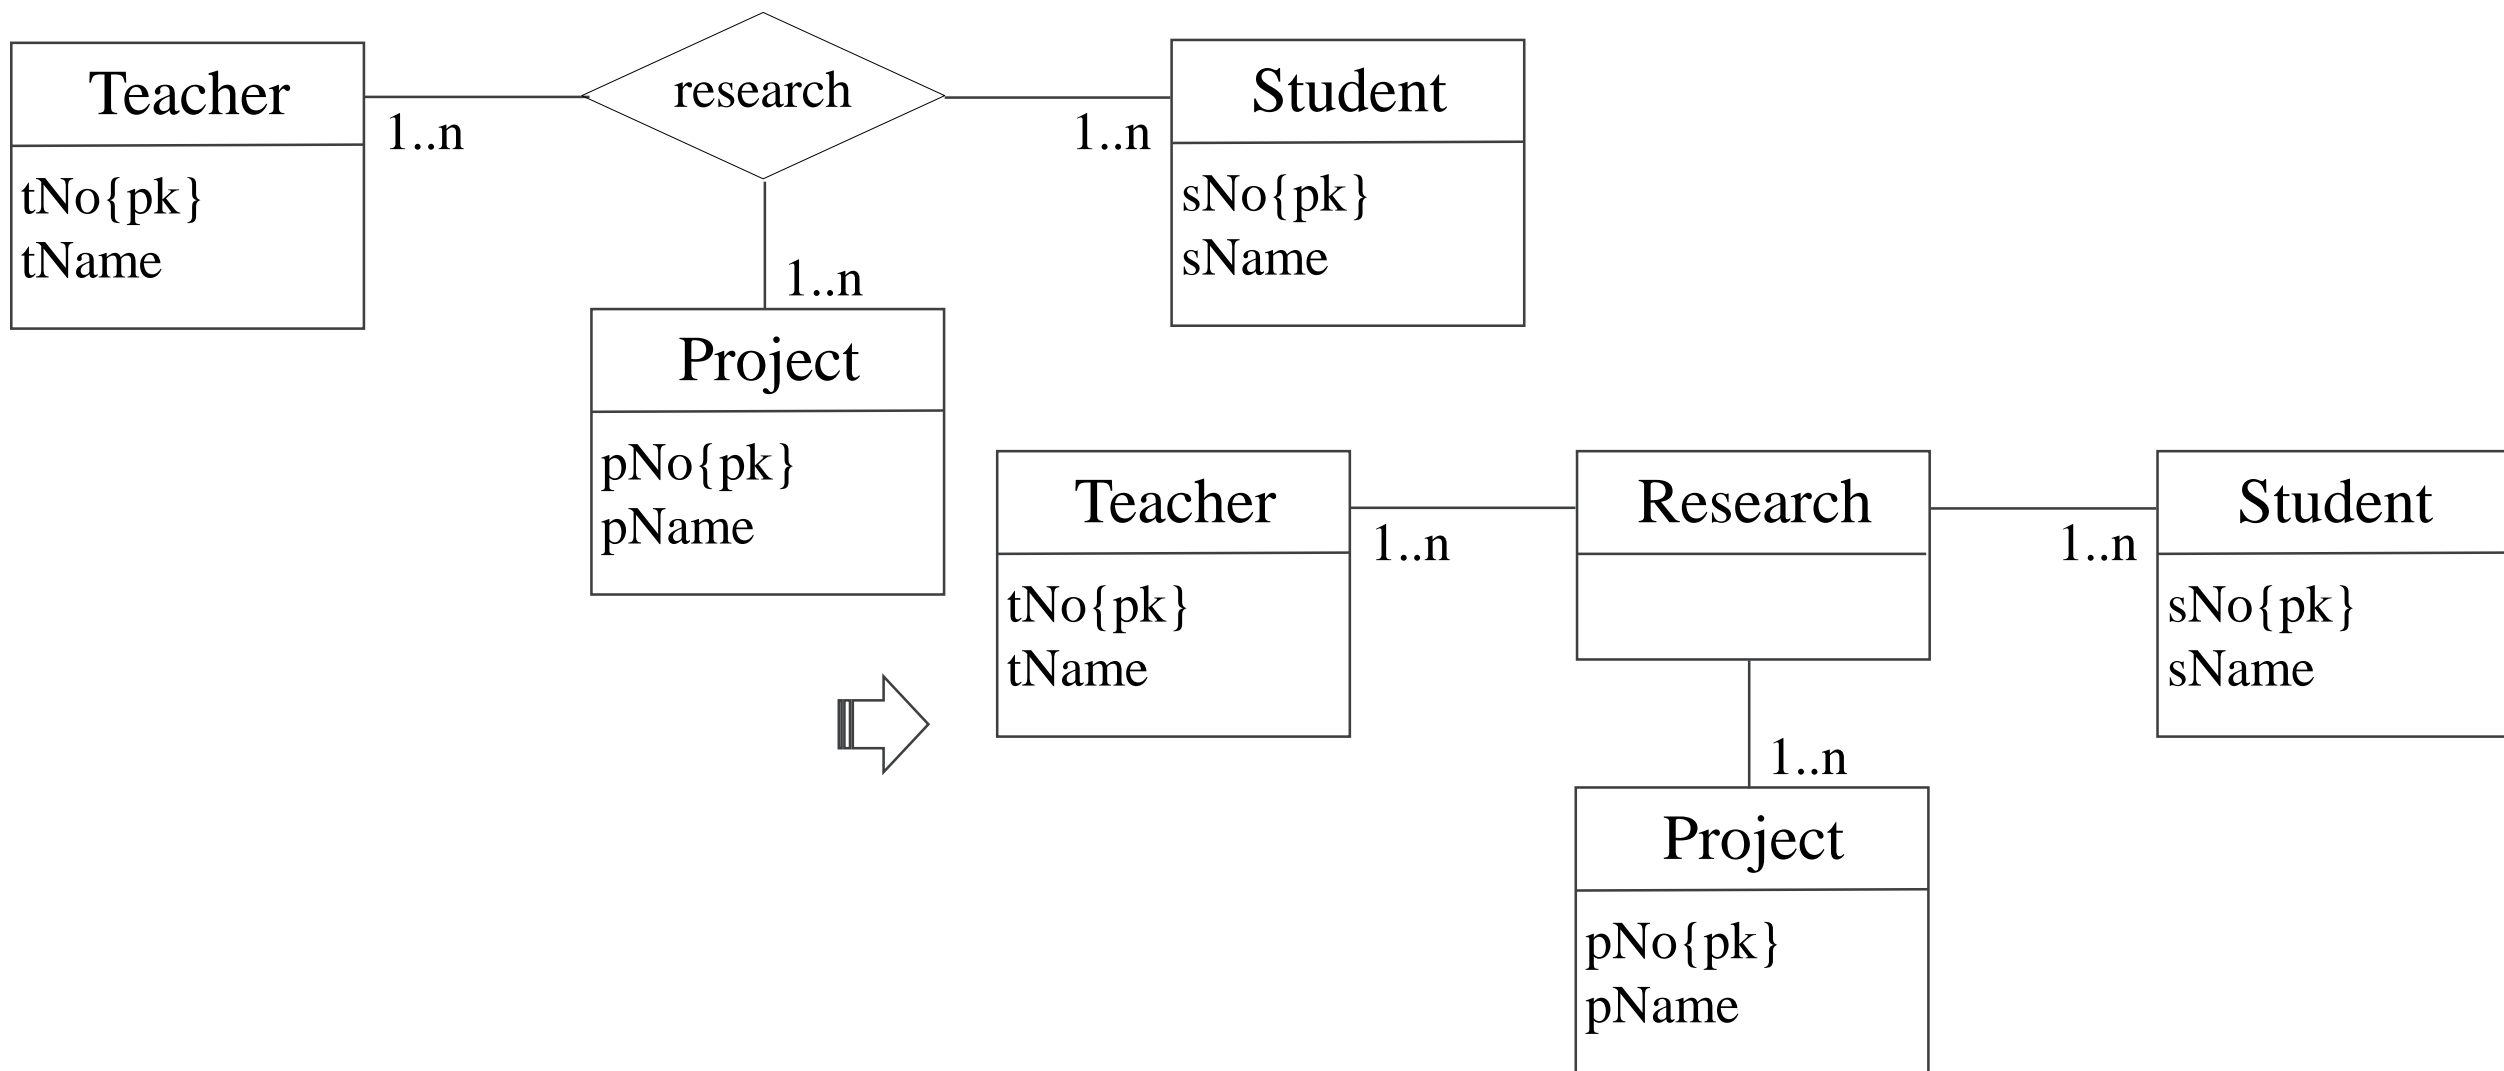 Teacher
tNo{pk}
tName
1..n
research
1..n
Student
sNo{pk}
sName
1..n
Project
pNo{pk}
pName
Teacher
tNo{pk}
tName
1..n
Research
1..n
Student
sNo{pk}
sName
1..n
Project
pNo{pk}
pName